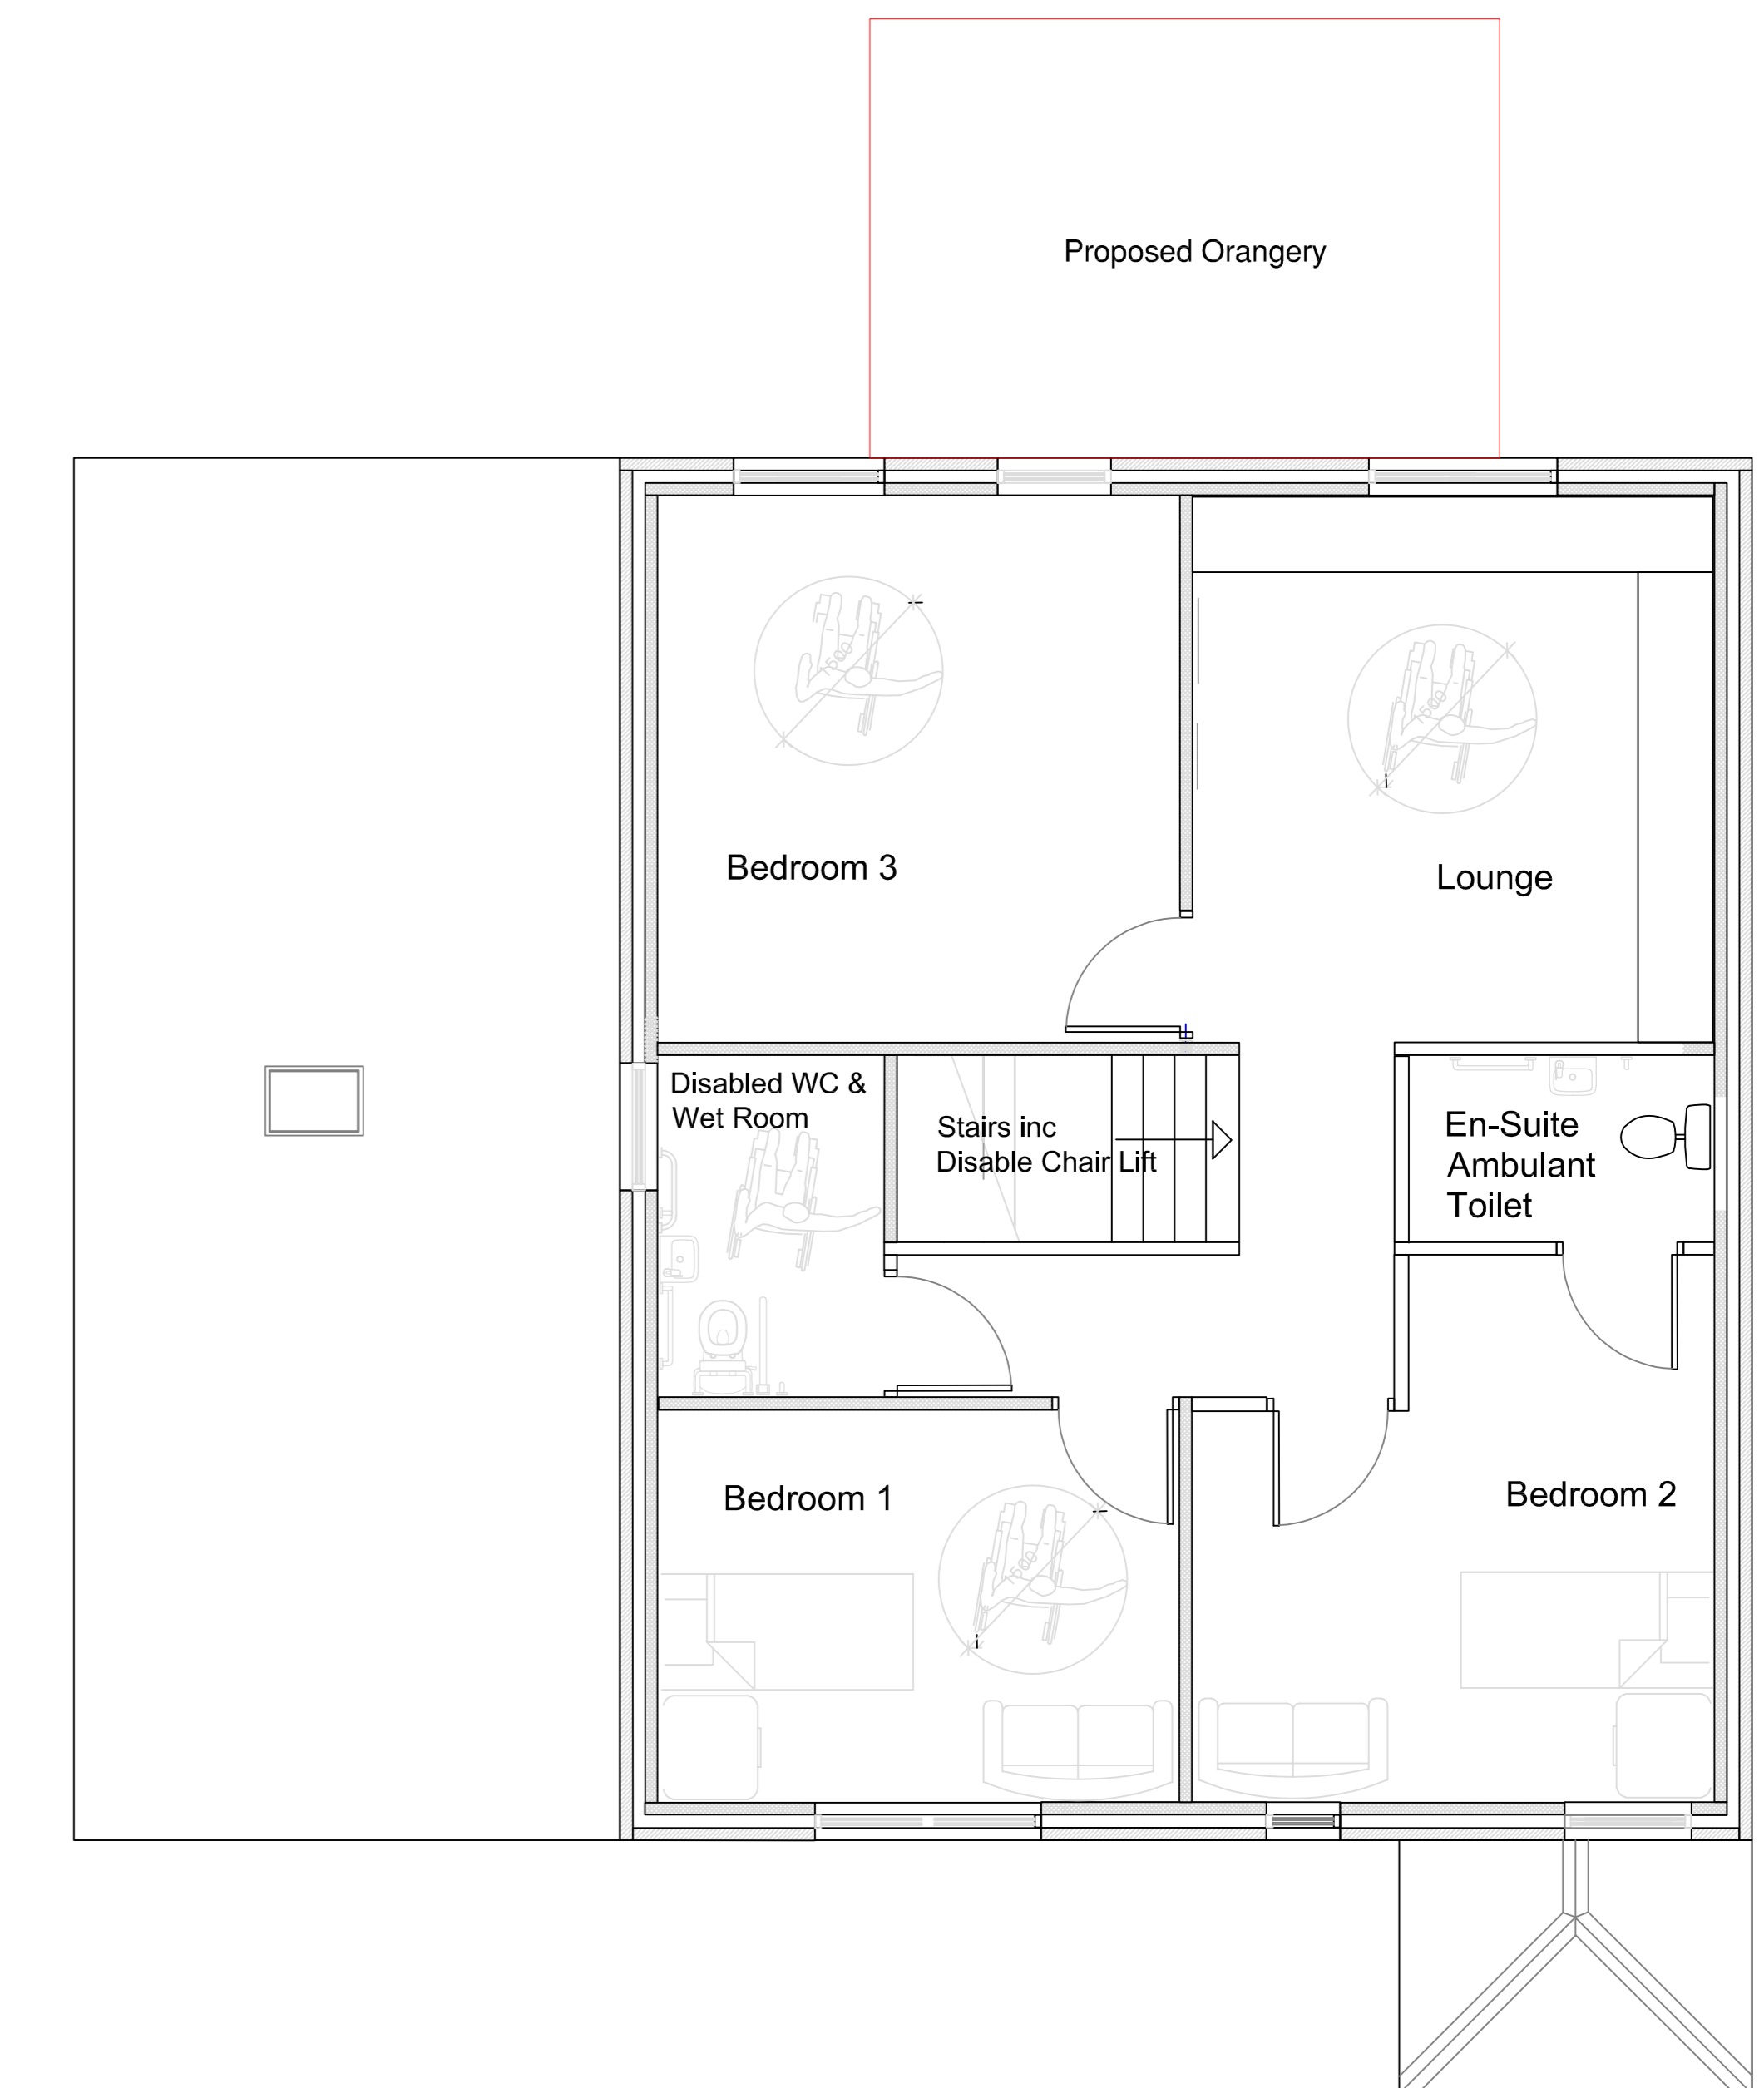 Proposed Orangery
Bedroom 3
Lounge
Disabled WC &
Wet Room
Stairs inc
Disable Chair Lift
En-Suite
Ambulant
Toilet
Bedroom 1
Bedroom 2